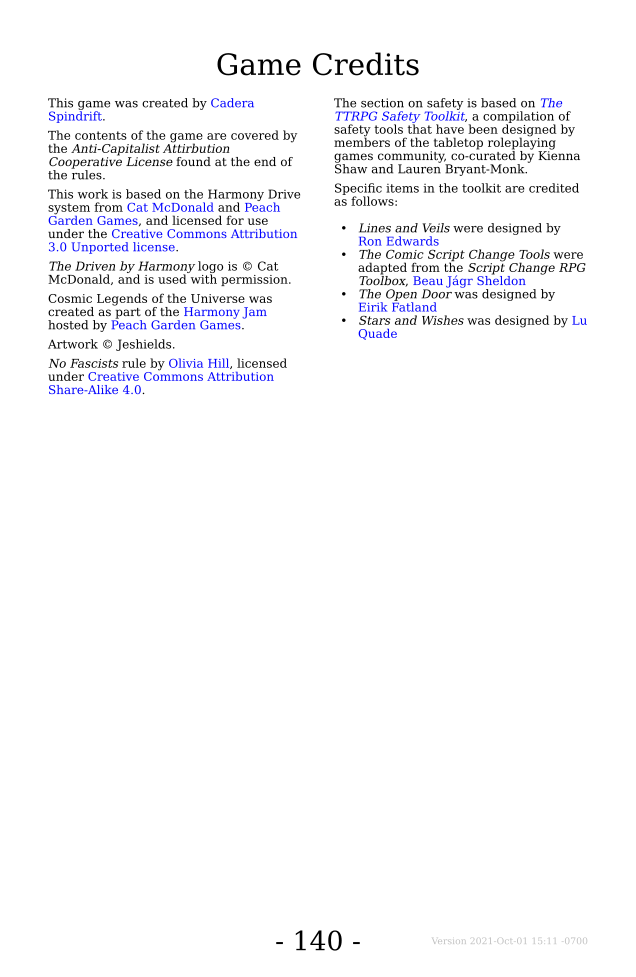 Game Credits
This game was created by Cadera
Spindrift.
The contents of the game are covered by
the Anti-Capitalist Attirbution
Cooperative License found at the end of
the rules.
This work is based on the Harmony Drive
system from Cat McDonald and Peach
Garden Games, and licensed for use
under the Creative Commons Attribution
3.0 Unported license.
The Driven by Harmony logo is © Cat
McDonald, and is used with permission.
Cosmic Legends of the Universe was
created as part of the Harmony Jam
hosted by Peach Garden Games.
Artwork © Jeshields.
No Fascists rule by Olivia Hill, licensed
under Creative Commons Attribution
Share-Alike 4.0.
The section on safety is based on The
TTRPG Safety Toolkit, a compilation of
safety tools that have been designed by
members of the tabletop roleplaying
games community, co-curated by Kienna
Shaw and Lauren Bryant-Monk.
Specific items in the toolkit are credited
as follows:
• Lines and Veils were designed by
Ron Edwards
• The Comic Script Change Tools were
adapted from the Script Change RPG
Toolbox, Beau Jágr Sheldon
• The Open Door was designed by
Eirik Fatland
• Stars and Wishes was designed by Lu
Quade
- 140 -
Version 2021-Oct-01 15:11 -0700